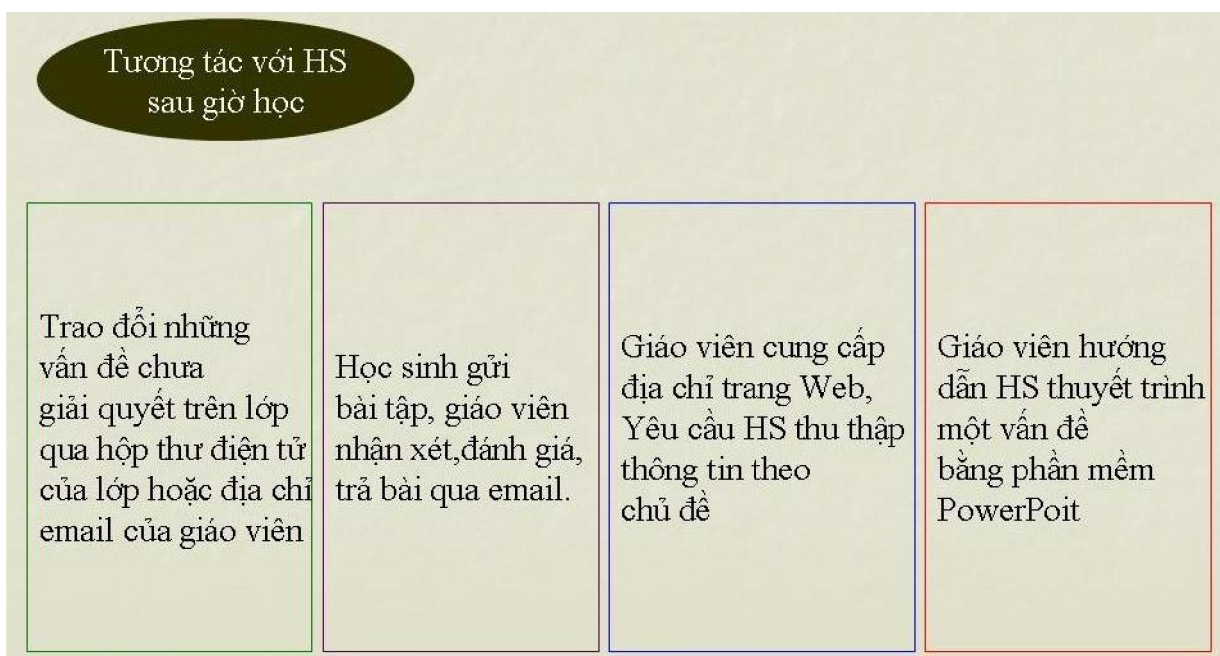 Tương tác với HS
sau giờ học
Trao đổi những
vấn đề chưa
giải quyết trên lớp
qua hộp thư điện tử
của lớp hoặc địa chỉ
email của giáo viên
Học sinh gửi
bài tập, giáo viên
nhận xét,đánh giá,
trả bài qua email.
Giáo viên cung cấp
địa chỉ trang Web,
Yêu cầu HS thu thập
thông tin theo
chủ đề
Giáo viên hướng
dẫn HS thuyết trình
một vấn đề
bằng phần mềm
PowerPoit